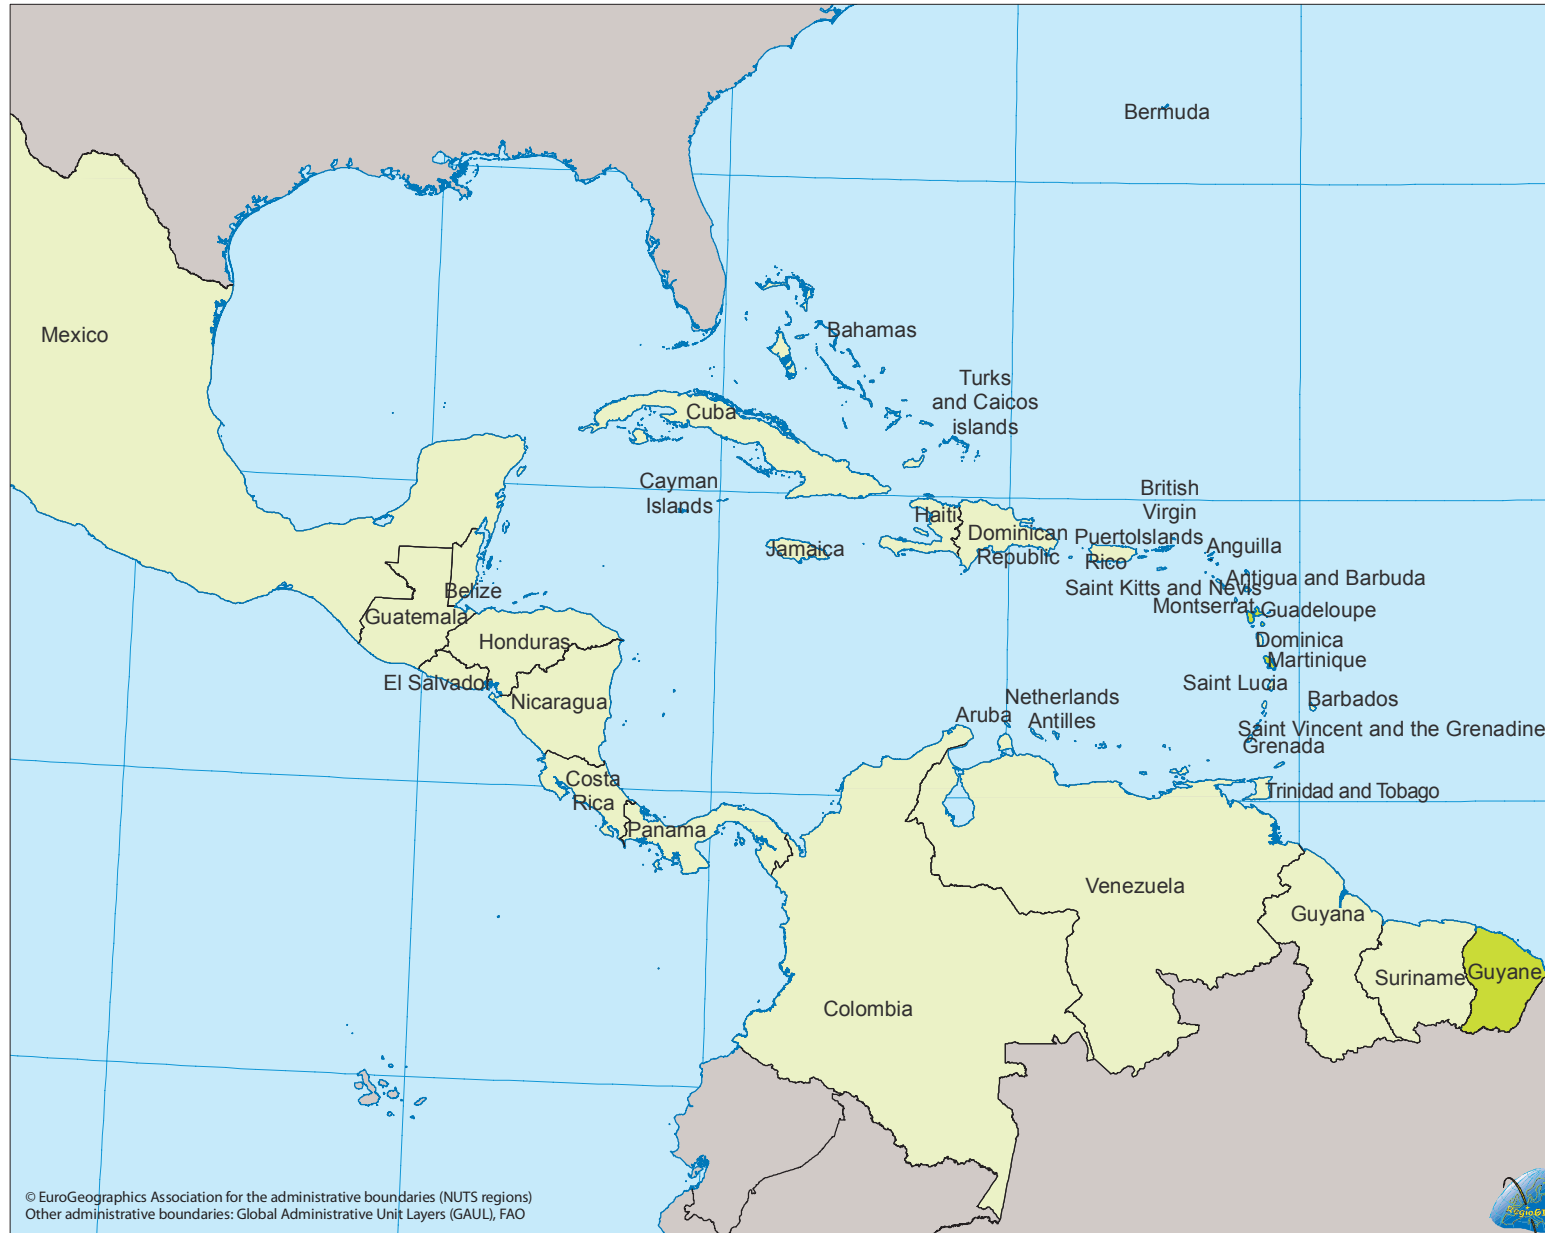 Bermuda
Mexico
Bahamas
Turks
and Caicos
islands
Cuba
Cayman
Islands
British
Virgin
Islands
Haiti
Dominican
Republic
Puerto
Rico
Anguilla
Jamaica
Saint Kitts and Nevis
Antigua and Barbuda
Belize
Montserrat
Guadeloupe
Guatemala
Honduras
Dominica
Martinique
El Salvador
Saint Lucia
Nicaragua
Netherlands
Antilles
Barbados
Aruba
Saint Vincent and the Grenadine
Grenada
Costa
Rica
Trinidad and Tobago
Panama
Venezuela
Guyana
Suriname
Guyane
Colombia
© EuroGeographics Association for the administrative boundaries (NUTS regions)
Other administrative boundaries: Global Administrative Unit Layers (GAUL), FAO